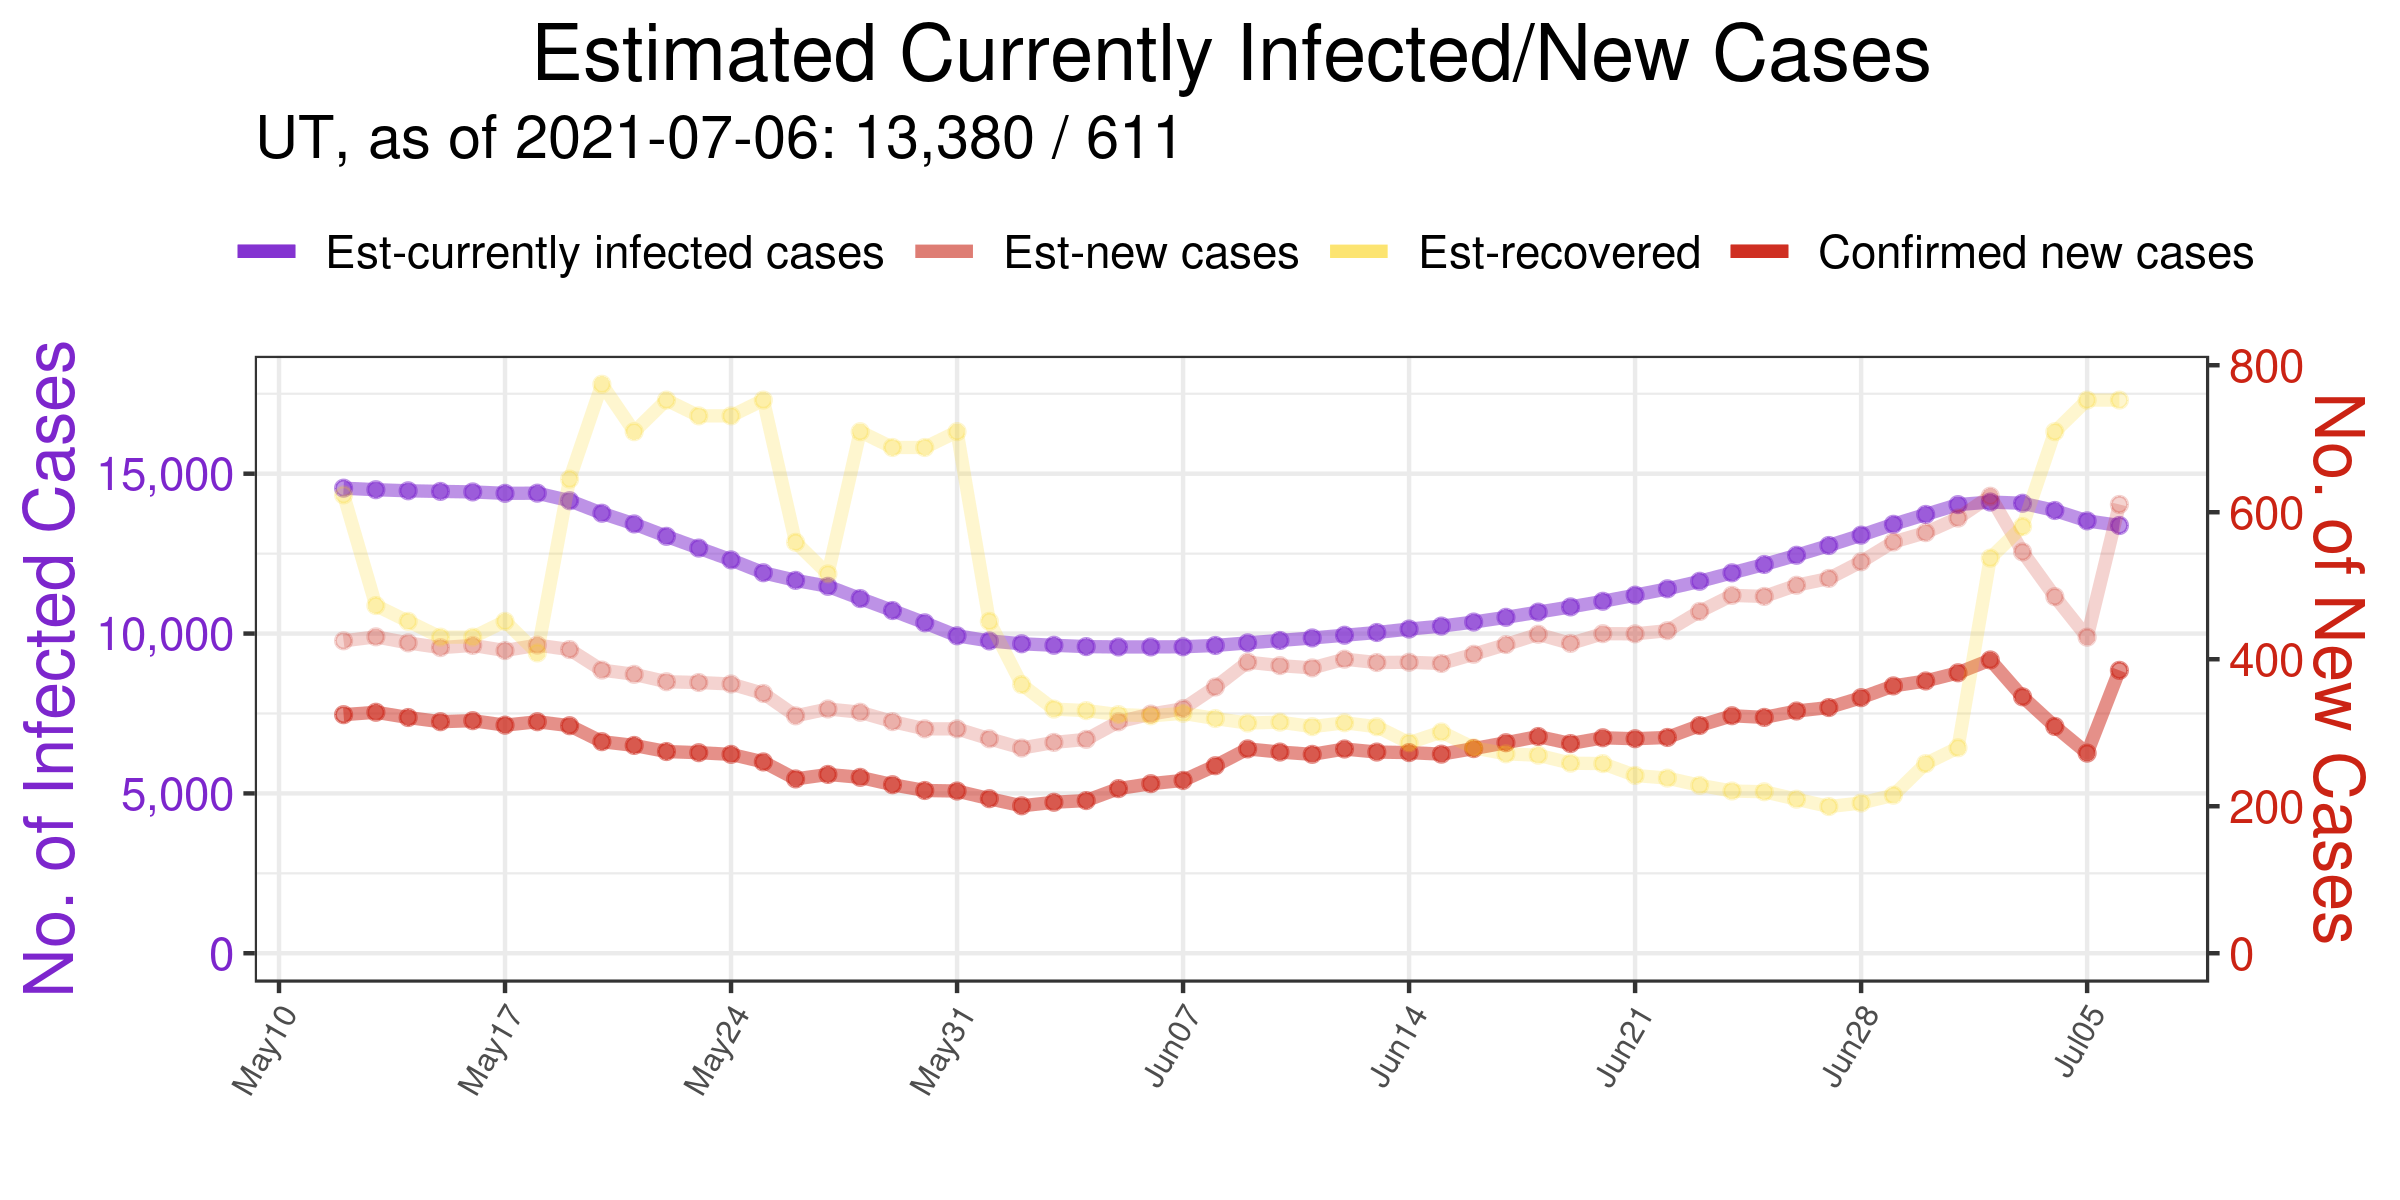 Estimated Currently Infected/New Cases
UT, as of 2021-07-06: 13,380 / 611
Est-currently infected cases Est-new cases Est-recovered Confirmed new cases
No. of Infected Cases
15,000
10,000
5,000
0
800
600
400
200
0
No. of New Cases
May10 May17 May24 May31 Jun07 Jun14 Jun21 Jun28 Jul05